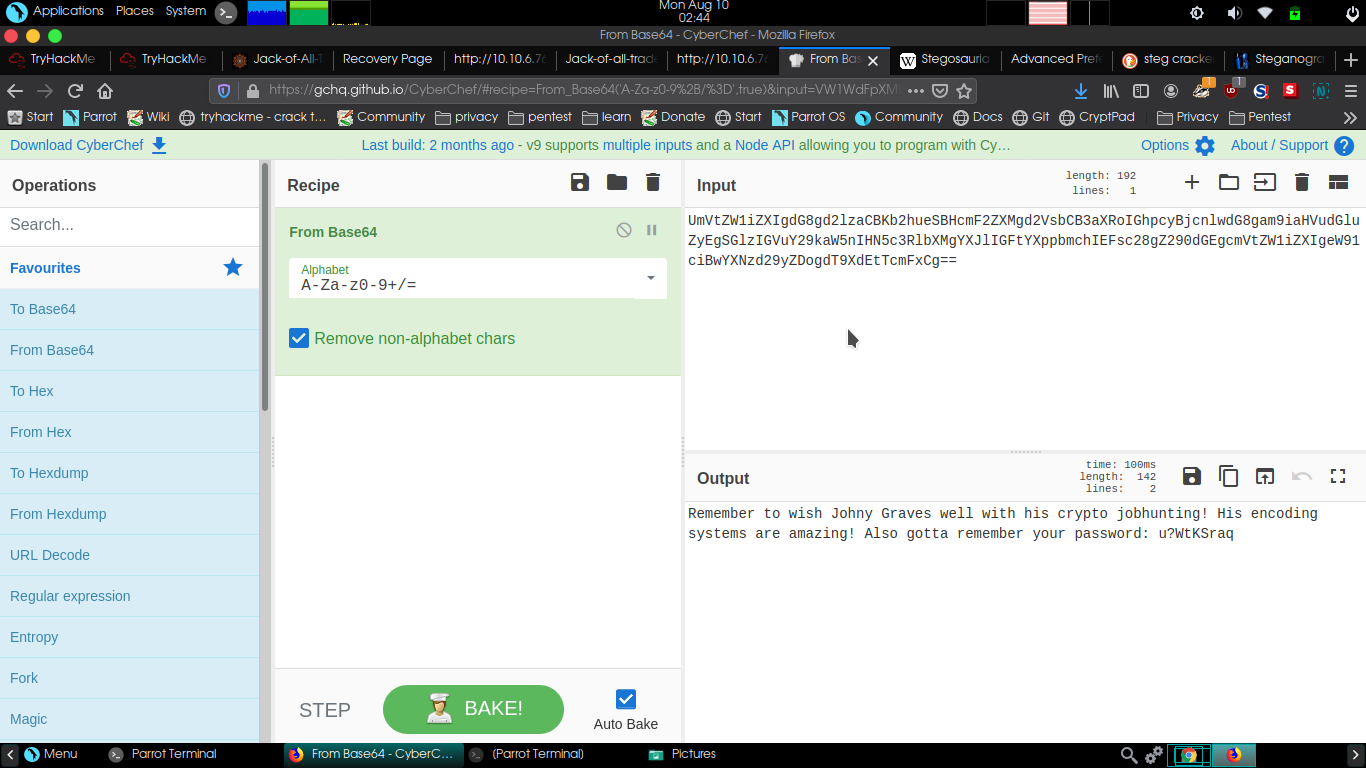 Applications Places System
Mon Aug 10
02:44
From Base64 - CyberChef - Mozilla Firefox
TryHackMe TryHackMe Jack-of-All-T Recovery Page http://10.10.6.76 Jack-of-all-trade http://10.10.6.76 From Bas Stegosauria Advanced Prefe steg cracke Steganogra
https://gchq.github.io/CyberChef/#recipe=From_Base64('A-Za-z0-9%2B/%3D',true)&input=VW1WdFpXM
Start Parrot Wiki tryhackme - crack t... Community privacy pentest learn Donate Start Parrot OS Community Docs Git CryptPad Privacy Pentest
Download CyberChef
Last build: 2 months ago - v9 supports multiple inputs and a Node API allowing you to program with Cy…
Options About / Support
Operations
Search...
Favourites
To Base64
From Base64
To Hex
From Hex
To Hexdump
From Hexdump
URL Decode
Regular expression
Entropy
Fork
Magic
Recipe
From Base64
Alphabet
A-Za-z0-9+/=
Remove non-alphabet chars
STEP
BAKE!
Auto Bake
Input
length: 192
lines: 1
UmVtZW1iZXIgdG8gd2lzaCBKb2hueSBHcmF2ZXMgd2VsbCB3aXRoIGhpcyBjcnlwdG8gam9iaHVudGlu
ZyEgSGlzIGVuY29kaW5nIHN5c3RlbXMgYXJlIGFtYXppbmchIEFsc28gZ290dGEgcmVtZW1iZXIgeW91
ciBwYXNzd29yZDogdT9XdEtTcmFxCg==
Output
time: 100ms
length: 142
lines: 2
Remember to wish Johny Graves well with his crypto jobhunting! His encoding
systems are amazing! Also gotta remember your password: u?WtKSraq
Menu Parrot Terminal From Base64 - CyberC... [Parrot Terminal] Pictures